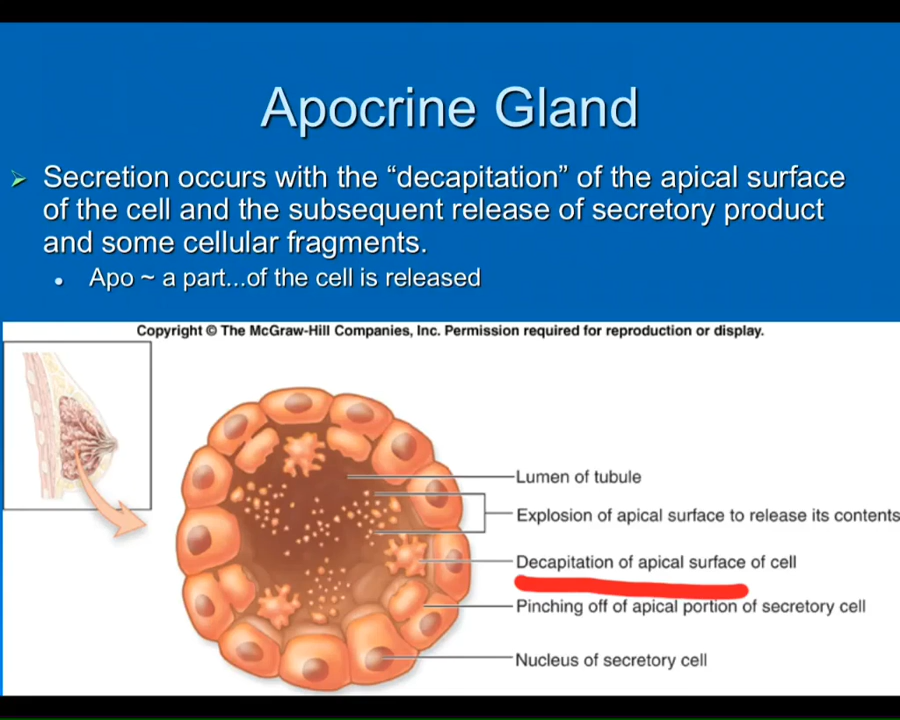 Apocrine Gland
Secretion occurs with the “decapitation” of the apical surface
of the cell and the subsequent release of secretory product
and some cellular fragments.
Apo ~ a part...of the cell is released
Copyright © The McGraw-Hill Companies, Inc. Permission required for reproduction or display.
Lumen of tubule
Explosion of apical surface to release its contents
Decapitation of apical surface of cell
Pinching off of apical portion of secretory cell
Nucleus of secretory cell